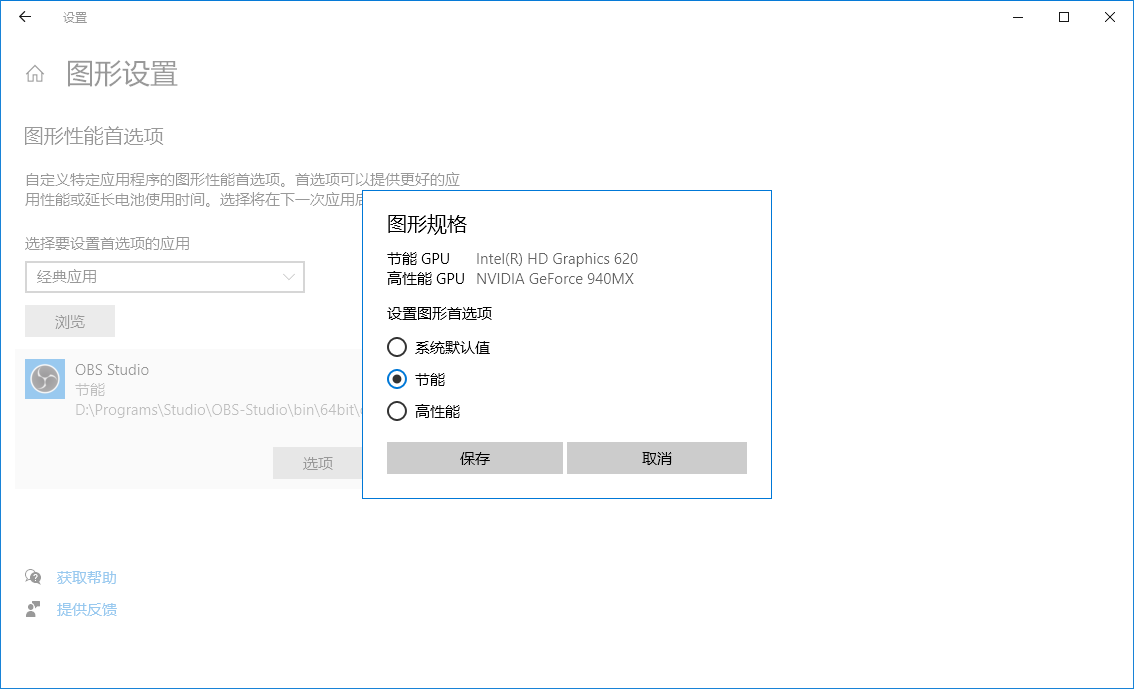 设置
图形设置
图形性能首选项
自定义特定应用程序的图形性能首选项。首选项可以提供更好的应
用性能或延长电池使用时间。选择将在下一次应用
选择要设置首选项的应用
经典应用
浏览
OBS Studio
节能
D:\Programs\Studio\OBS-Studio\bin\64bit\
选项
图形规格
节能 GPU Intel(R) HD Graphics 620
高性能 GPU NVIDIA GeForce 940MX
设置图形首选项
系统默认值
节能
高性能
保存
取消
获取帮助
提供反馈